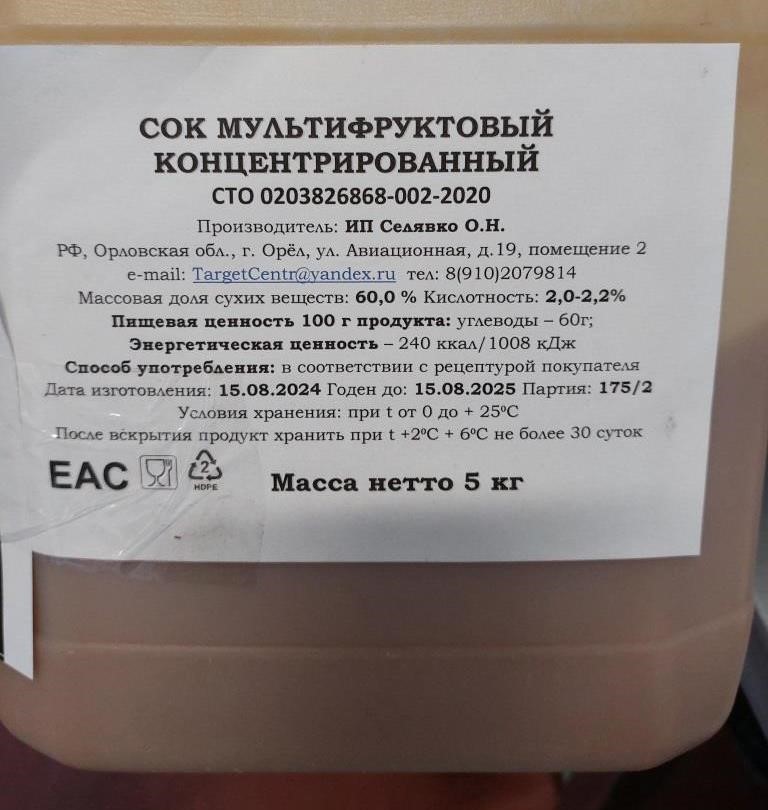 СОК МУЛЬТИФРУКТОВЫЙ
КОНЦЕНТРИРОВАННЫЙ
СТО 0203826868-002-2020
Производитель: ИП Селявко О.Н.
РФ, Орловская обл., г. Орёл, ул. Авиационная, д.19, помещение 2
e-mail: TargetCentr@yandex.ru тел: 8(910)2079814
Массовая доля сухих веществ: 60,0 % Кислотность: 2,0-2,2%
Пищевая ценность 100 г продукта: углеводы – 60г;
Энергетическая ценность – 240 ккал/1008 кДж
Способ употребления: в соответствии с рецептурой покупателя
Дата изготовления: 15.08.2024 Годен до: 15.08.2025 Партия: 175/2
Условия хранения: при t от 0 до + 25ºС
После вскрытия продукт хранить при t +2ºС + 6ºС не более 30 суток
ЕАС 2 HDPE Масса нетто 5 кг